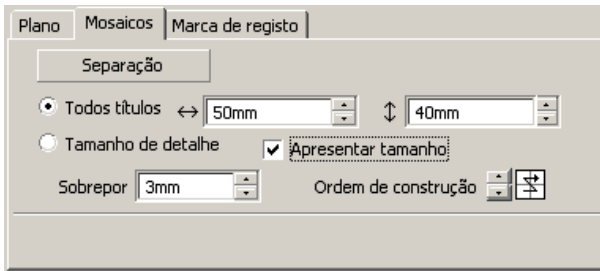 Plano Mosaicos Marca de registo
Separação
Todos títulos 50mm 40mm
Tamanho de detalhe Apresentar tamanho
Sobrepor 3mm Ordem de construção